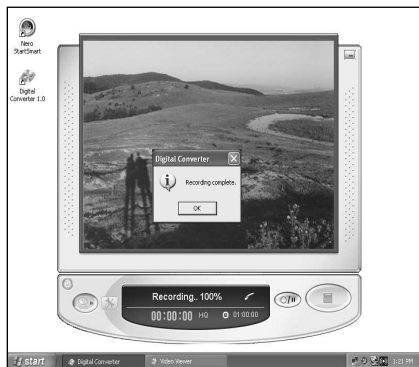 Nero
StartSmart
Digital
Converter 1.0
Digital Converter
Recording complete.
OK
Recording.. 100%
00:00:00 HQ 01:00:00
start Digital Converter Video Viewer 1:21 PM